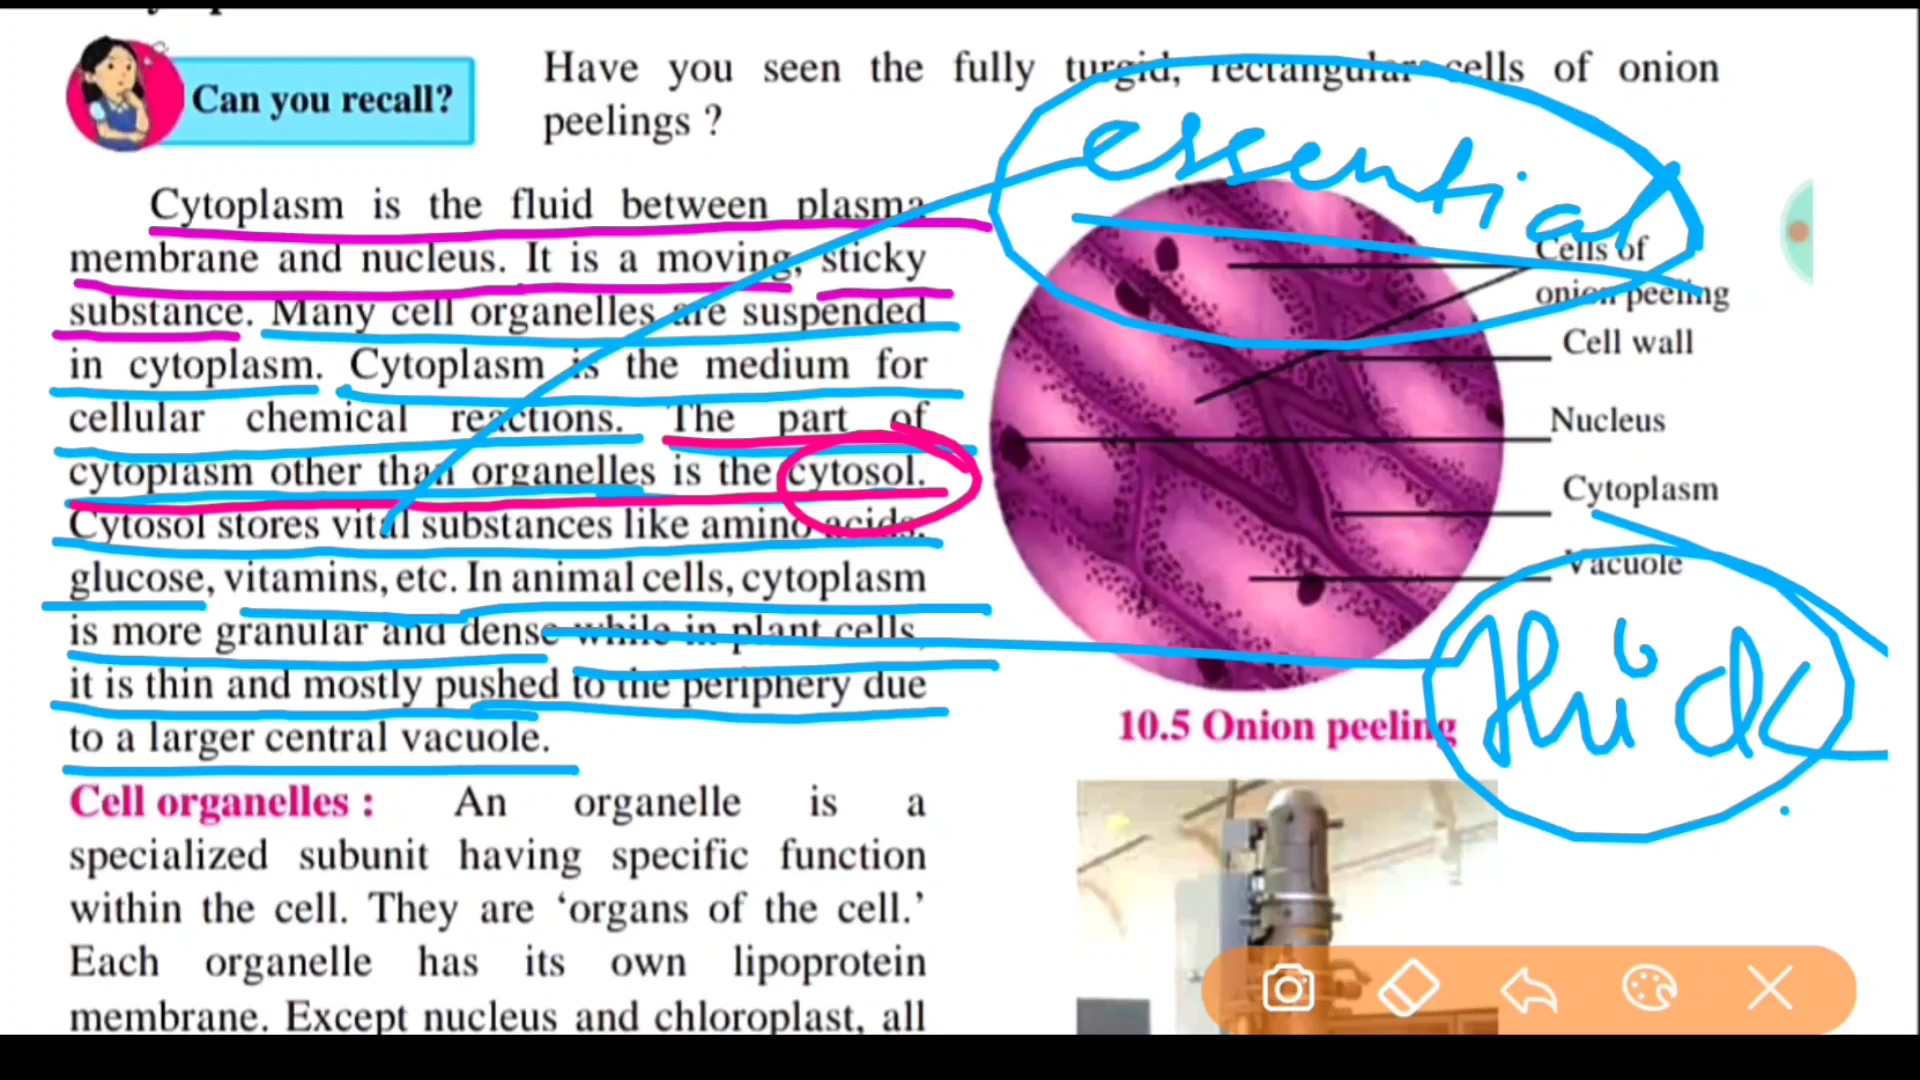 Can you recall?
Have you seen the fully turgid, rectangular cells of onion
peelings ?
essential
Cytoplasm is the fluid between plasma
membrane and nucleus. It is a moving, sticky
substance. Many cell organelles are suspended
in cytoplasm. Cytoplasm is the medium for
cellular chemical reactions. The part of
cytoplasm other than organelles is the cytosol.
Cytosol stores vital substances like amino acids,
glucose, vitamins, etc. In animal cells, cytoplasm
is more granular and dense while in plant cells,
it is thin and mostly pushed to the periphery due
to a larger central vacuole.
Cells of
onion peeling
Cell wall
Nucleus
Cytoplasm
Vacuole
thick
10.5 Onion peeling
Cell organelles : An organelle is a
specialized subunit having specific function
within the cell. They are ‘organs of the cell.’
Each organelle has its own lipoprotein
membrane. Except nucleus and chloroplast, all